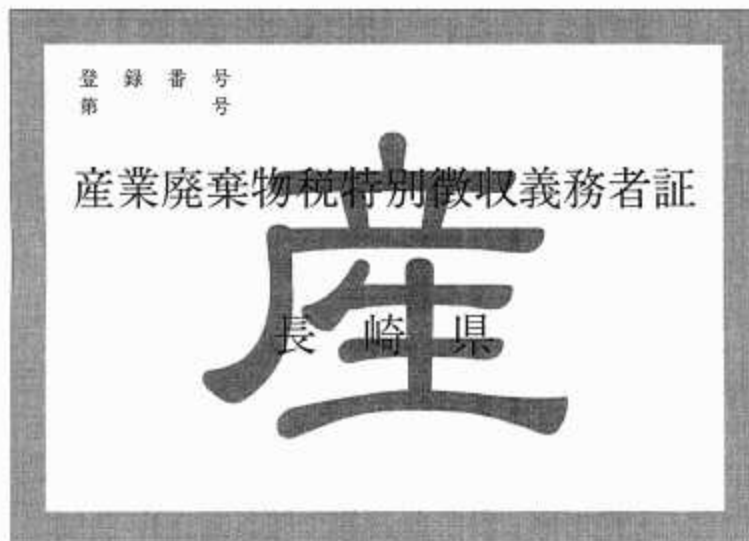 登録番号
第　　　号
産業廃棄物税特別徴収義務者証
産
長崎県